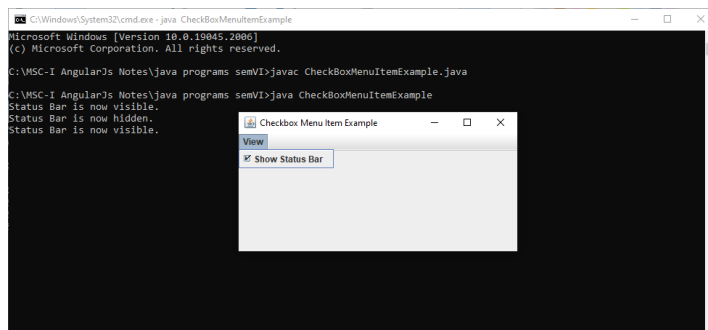 C:\Windows\System32\cmd.exe - java CheckBoxMenuItemExample
Microsoft Windows [Version 10.0.19045.2006]
(c) Microsoft Corporation. All rights reserved.
C:\MSC-I AngularJs Notes\java programs semVI>javac CheckBoxMenuItemExample.java
C:\MSC-I AngularJs Notes\java programs semVI>java CheckBoxMenuItemExample
Status Bar is now visible.
Status Bar is now hidden.
Status Bar is now visible.
Checkbox Menu Item Example
View
Show Status Bar